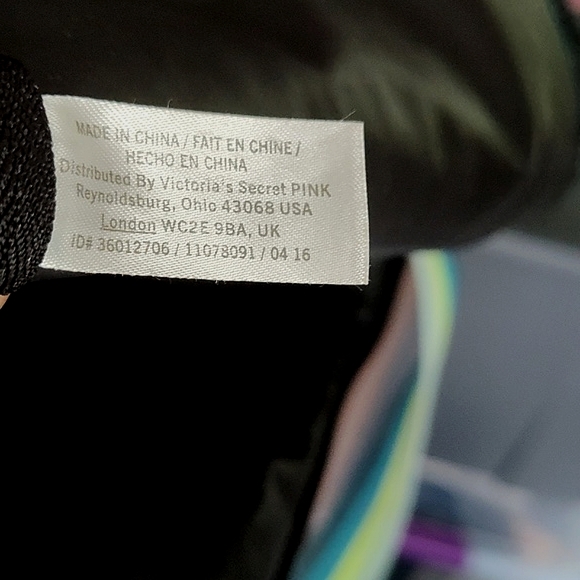 MADE IN CHINA / FAIT EN CHINE /
HECHO EN CHINA
Distributed By Victoria's Secret PINK
Reynoldsburg, Ohio 43068 USA
London WC2E 9BA, UK
ID# 36012706 / 11078091 / 04 16